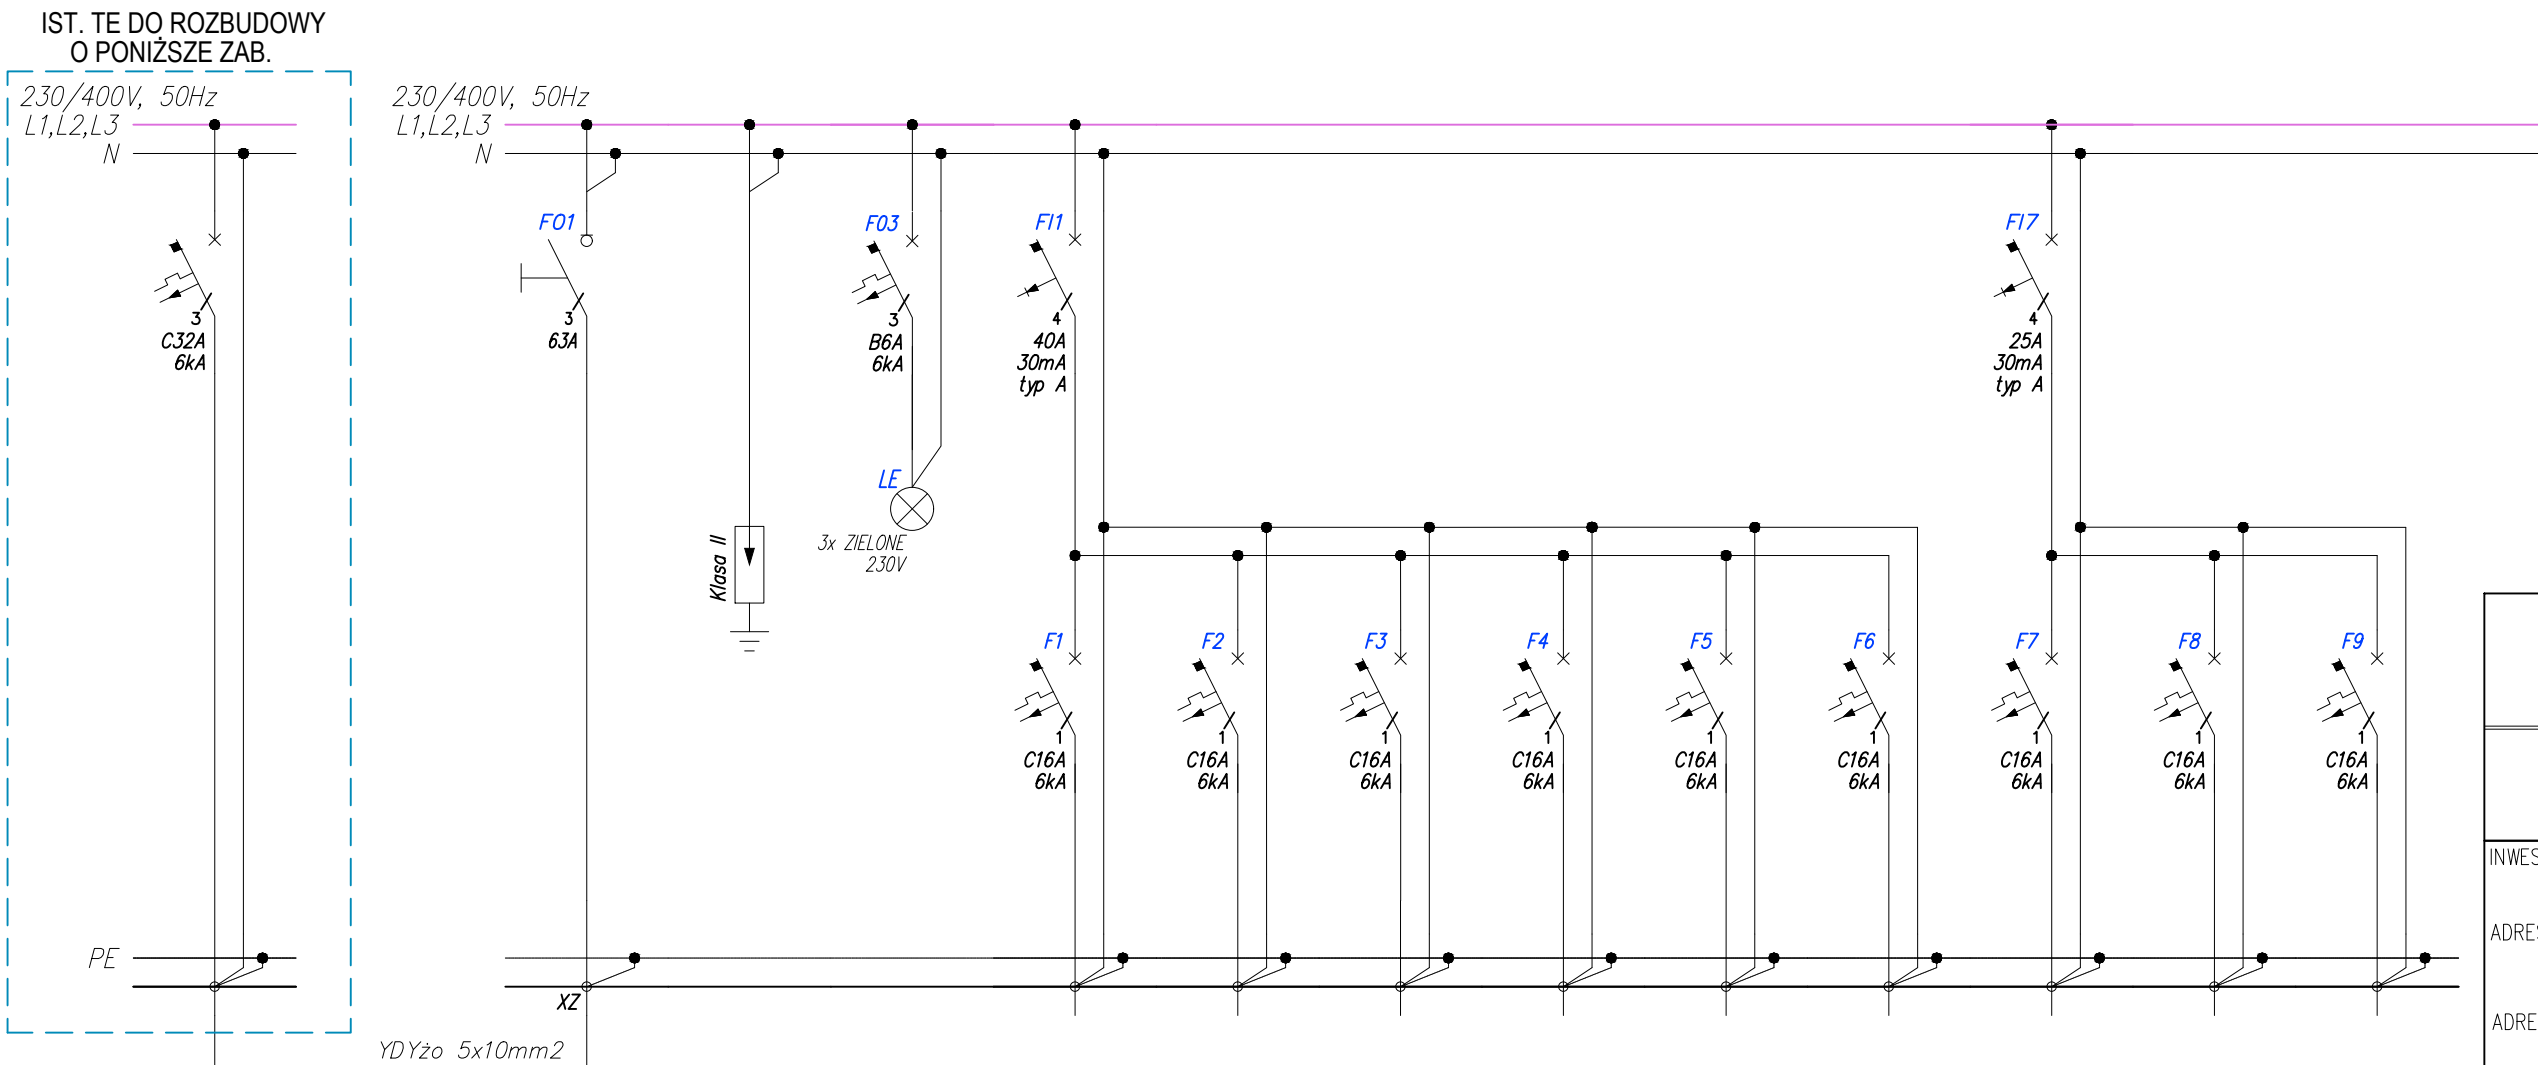 IST. TE DO ROZBUDOWY
O PONIŻSZE ZAB.
230/400V, 50Hz
L1,L2,L3
N
3
C32A
6kA
PE
230/400V, 50Hz
L1,L2,L3
N
F01
3
63A
Klasa II
F03
3
B6A
6kA
LE
3x ZIELONE
230V
FI1
4
40A
30mA
typ A
FI7
4
25A
30mA
typ A
F1
1
C16A
6kA
F2
1
C16A
6kA
F3
1
C16A
6kA
F4
1
C16A
6kA
F5
1
C16A
6kA
F6
1
C16A
6kA
F7
1
C16A
6kA
F8
1
C16A
6kA
F9
1
C16A
6kA
XZ
YDYżo 5x10mm2
INWES
ADRES
ADRE